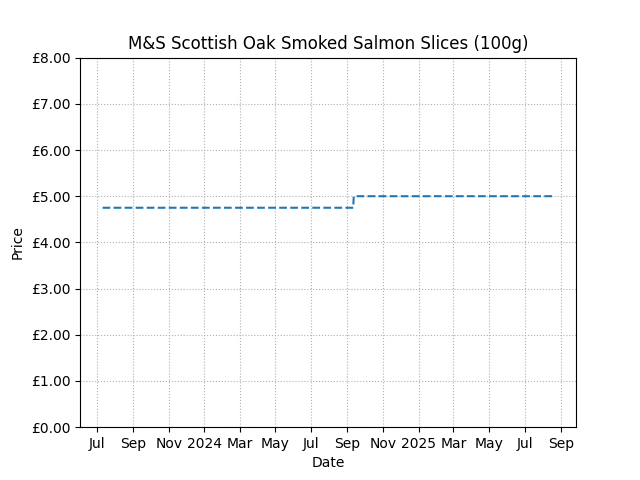 M&S Scottish Oak Smoked Salmon Slices (100g)
£8.00
£7.00
£6.00
£5.00
£4.00
£3.00
£2.00
£1.00
£0.00
Price
Jul Sep Nov 2024 Mar May Jul Sep Nov 2025 Mar May Jul Sep
Date